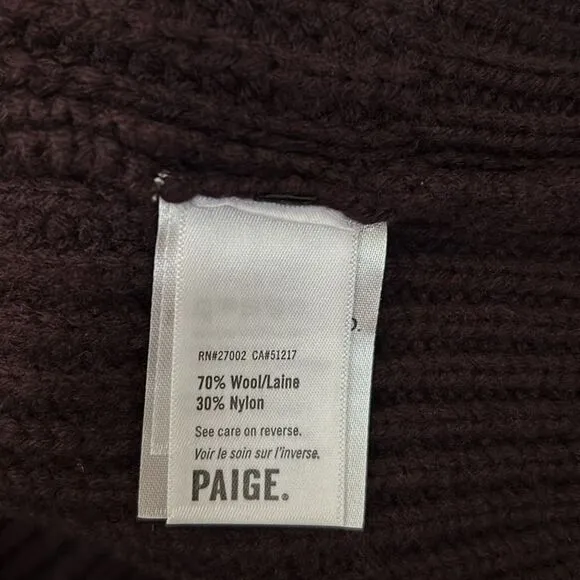 RN#27002 CA#51217
70% Wool/Laine
30% Nylon
See care on reverse.
Voir le soin sur l'inverse.
PAIGE.